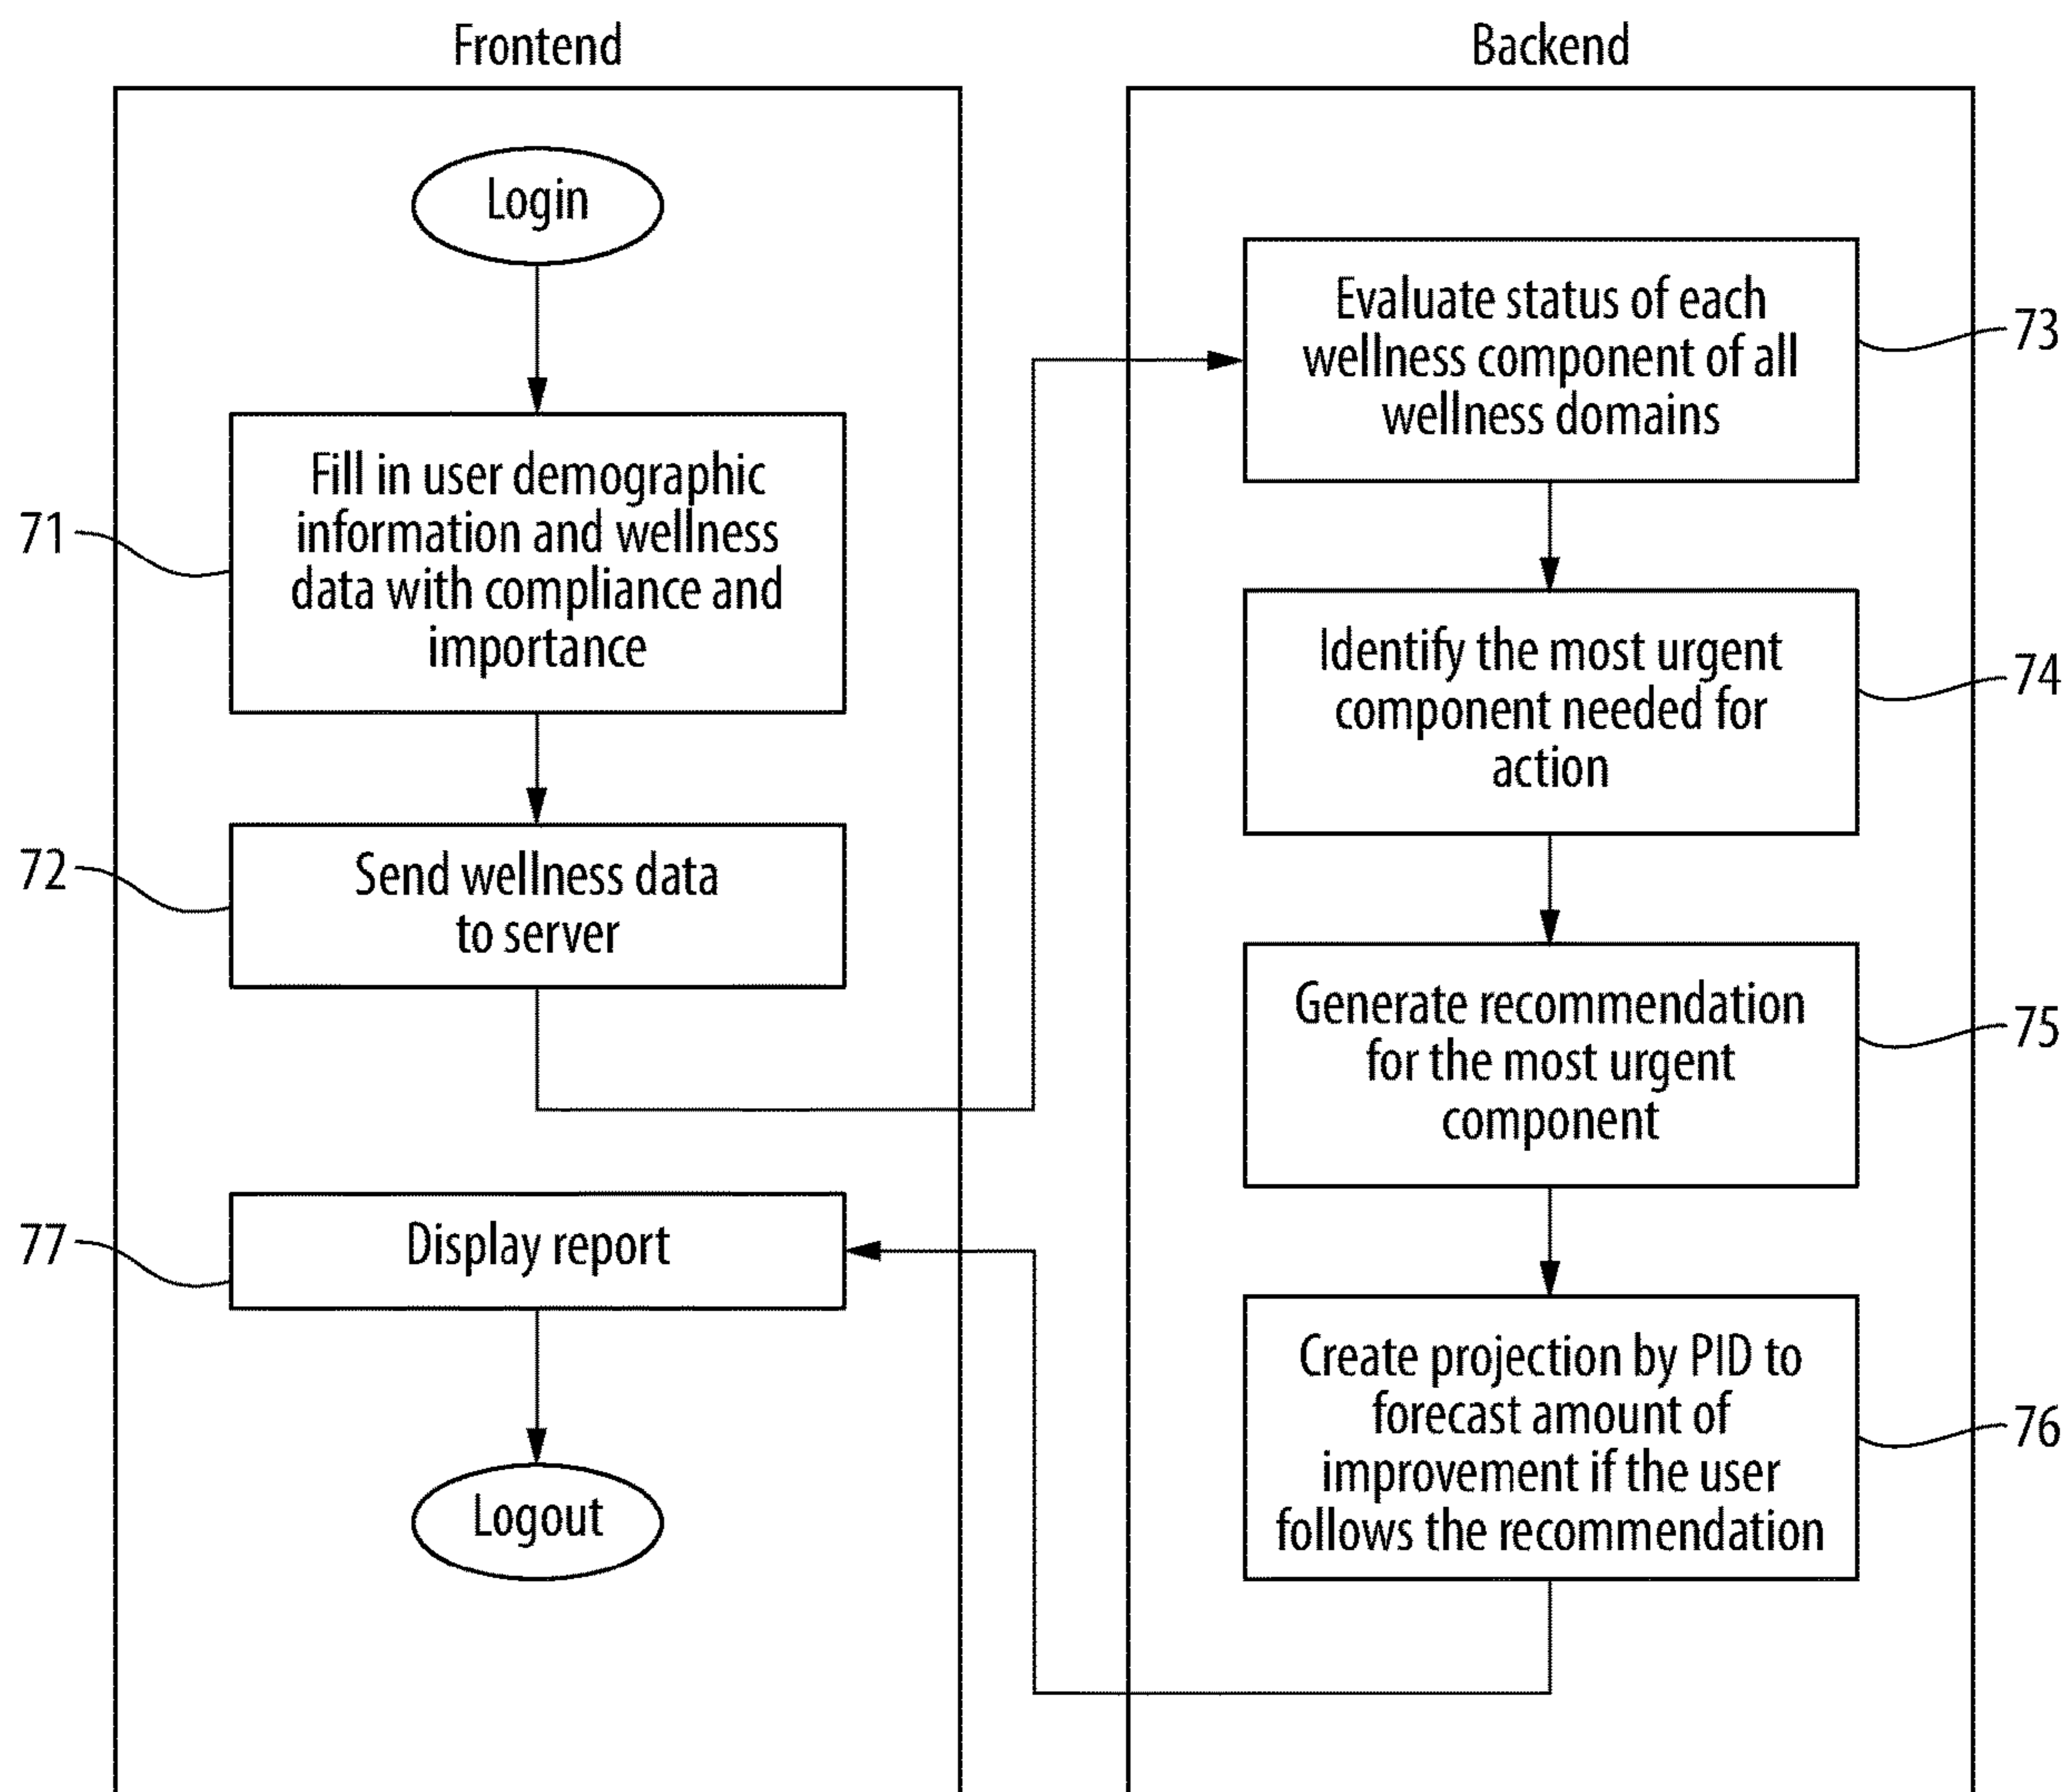 Frontend
Login
71
Fill in user demographic
information and wellness
data with compliance and
importance
72
Send wellness data
to server
77
Display report
Logout
Backend
Evaluate status of each
wellness component of all
wellness domains
73
Identify the most urgent
component needed for
action
74
Generate recommendation
for the most urgent
component
75
Create projection by PID to
forecast amount of
improvement if the user
follows the recommendation
76